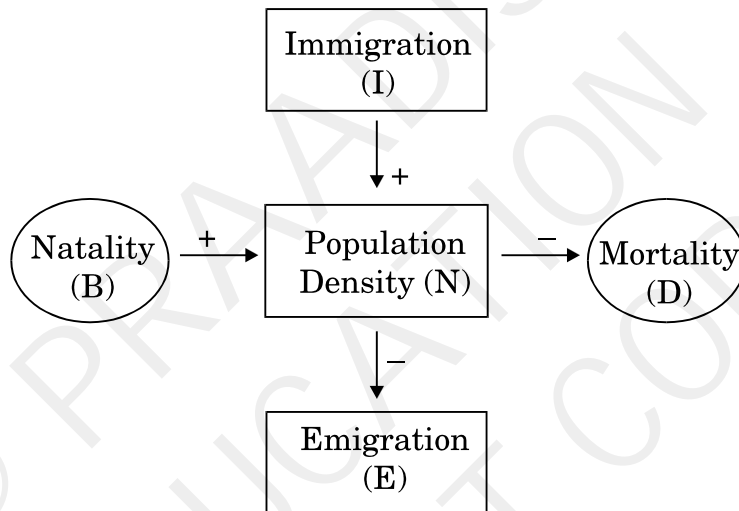 Immigration
(I)
+
Natality
(B)
+
Population
Density (N)
–
Mortality
(D)
–
Emigration
(E)